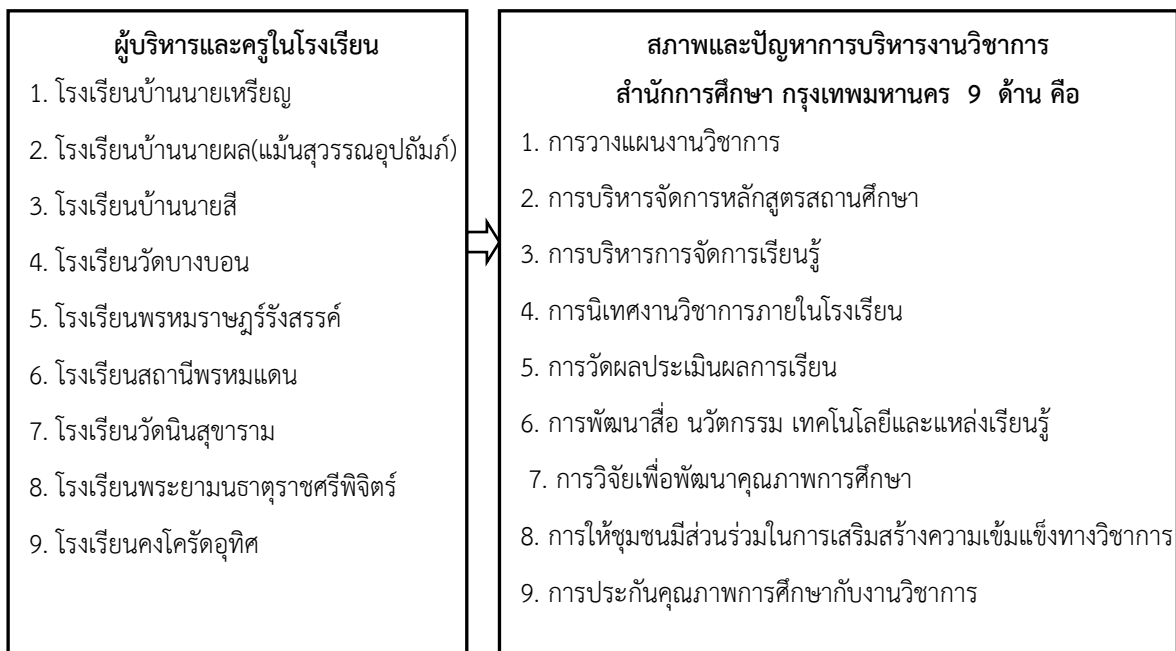 ผู้บริหารและครูในโรงเรียน
1. โรงเรียนบ้านนายเหรียญ
2. โรงเรียนบ้านนายผล(แม้นสุวรรณอุปถัมภ์)
3. โรงเรียนบ้านนายสี
4. โรงเรียนวัดบางบอน
5. โรงเรียนพรหมราษฎร์รังสรรค์
6. โรงเรียนสถานีพรหมแดน
7. โรงเรียนวัดนินสุขาราม
8. โรงเรียนพระยามนธาตุราชศรีพิจิตร์
9. โรงเรียนคงโครัดอุทิศ
สภาพและปัญหาการบริหารงานวิชาการ
สำนักการศึกษา กรุงเทพมหานคร 9 ด้าน คือ
1. การวางแผนงานวิชาการ
2. การบริหารจัดการหลักสูตรสถานศึกษา
3. การบริหารการจัดการเรียนรู้
4. การนิเทศงานวิชาการภายในโรงเรียน
5. การวัดผลประเมินผลการเรียน
6. การพัฒนาสื่อ นวัตกรรม เทคโนโลยีและแหล่งเรียนรู้
7. การวิจัยเพื่อพัฒนาคุณภาพการศึกษา
8. การให้ชุมชนมีส่วนร่วมในการเสริมสร้างความเข้มแข็งทางวิชาการ
9. การประกันคุณภาพการศึกษากับงานวิชาการ